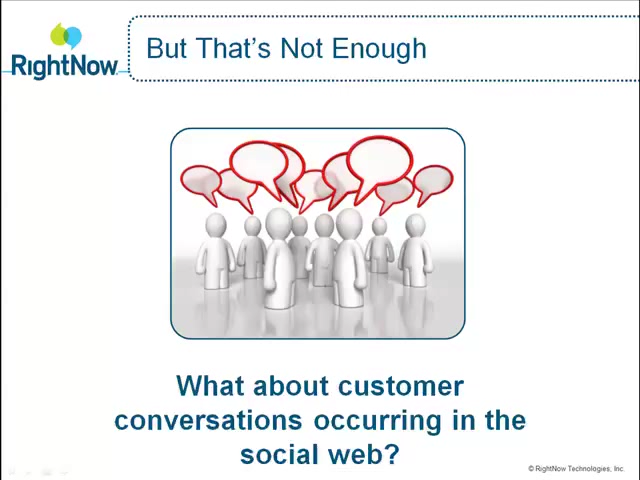 RightNow
But That's Not Enough
What about customer
conversations occurring in the
social web?
© RightNow Technologies, Inc.